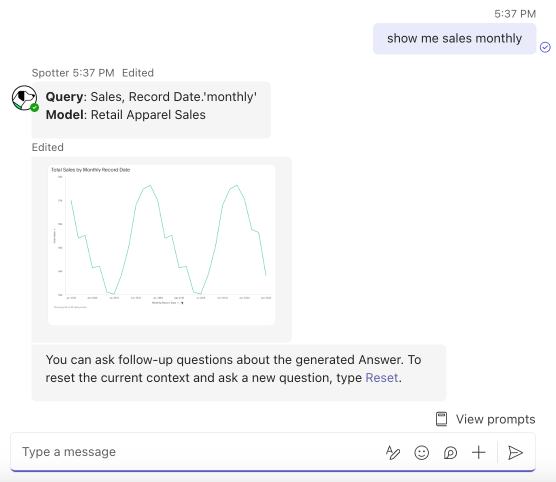 5:37 PM
show me sales monthly
Spotter 5:37 PM Edited
Query: Sales, Record Date.'monthly'
Model: Retail Apparel Sales
Edited
Total Sales by Monthly Record Date
You can ask follow-up questions about the generated Answer. To
reset the current context and ask a new question, type Reset.
View prompts
Type a message